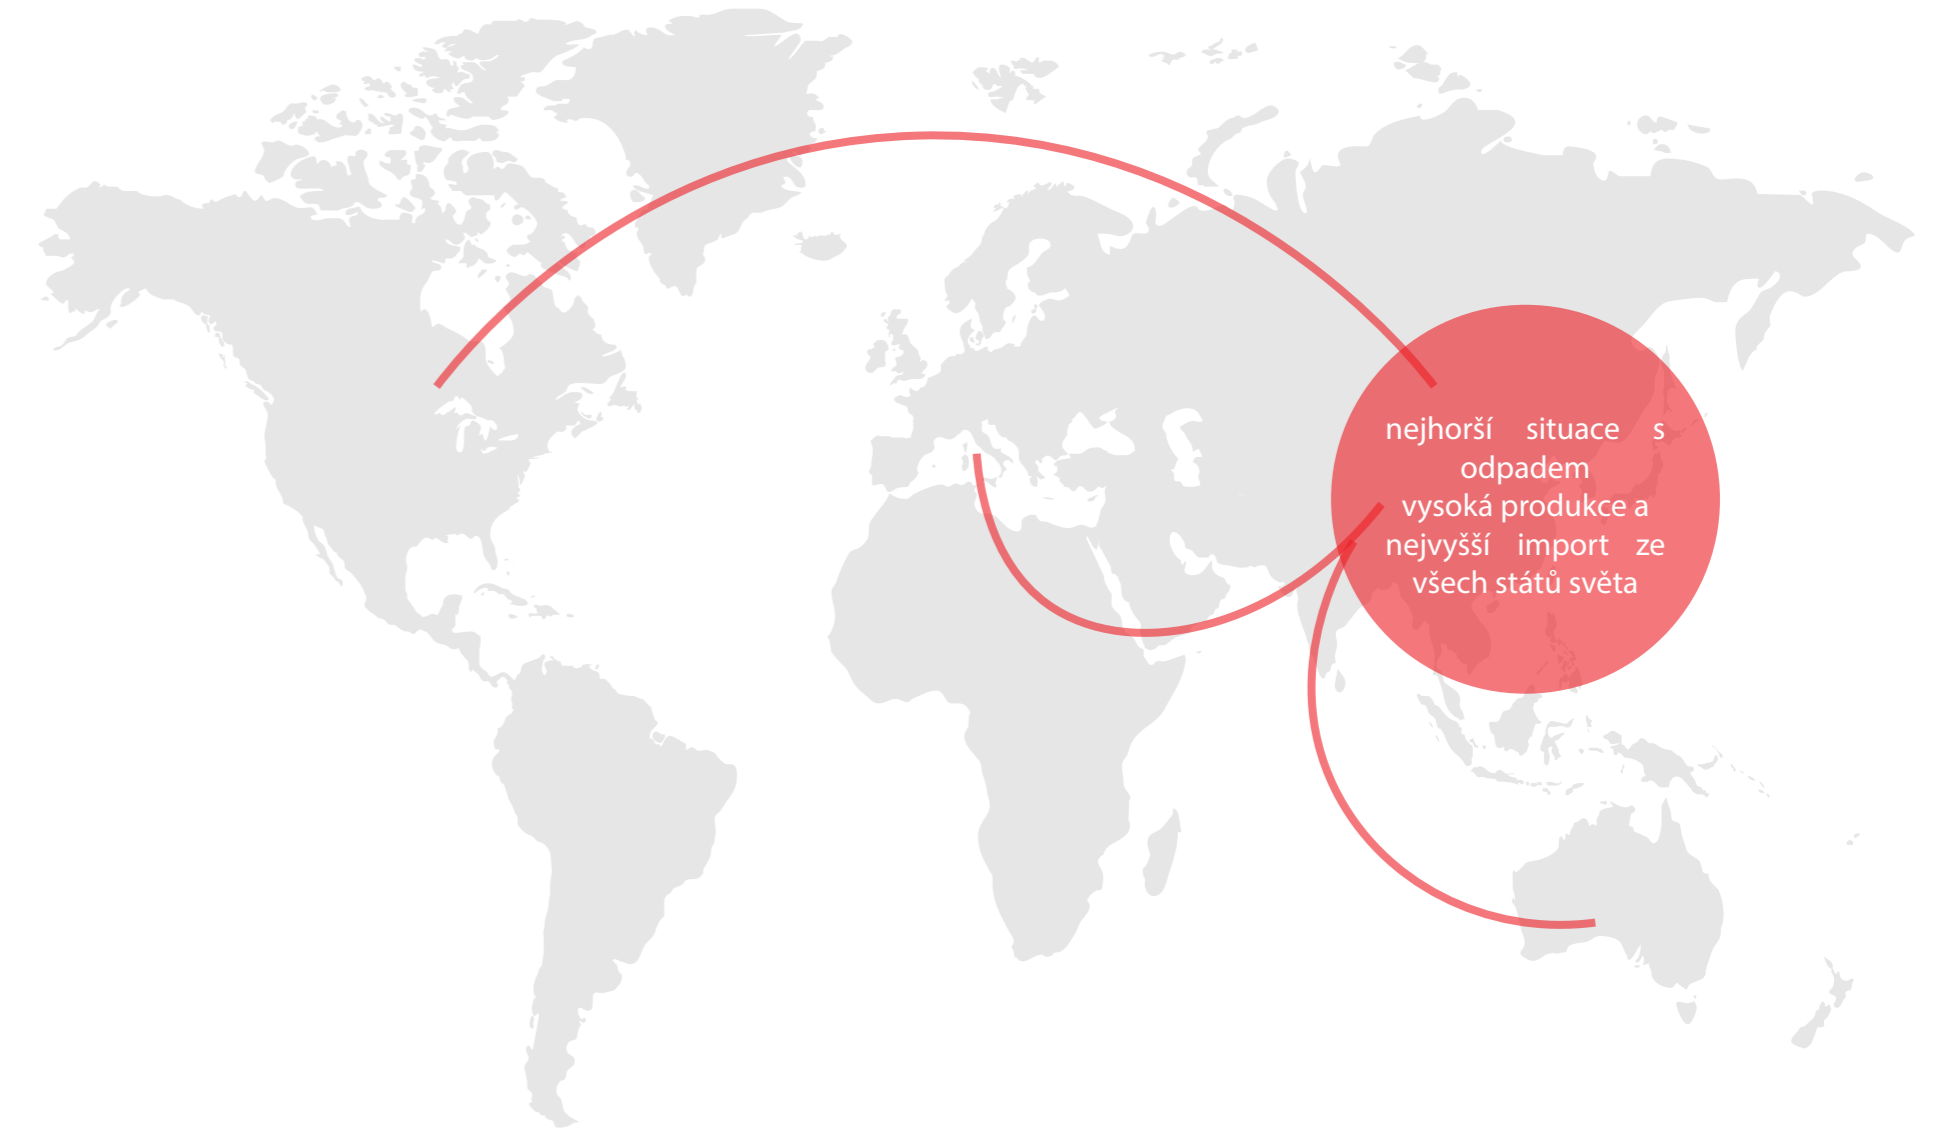 nejhorší situace s
odpadem
vysoká produkce a
nejvyšší import ze
všech států světa